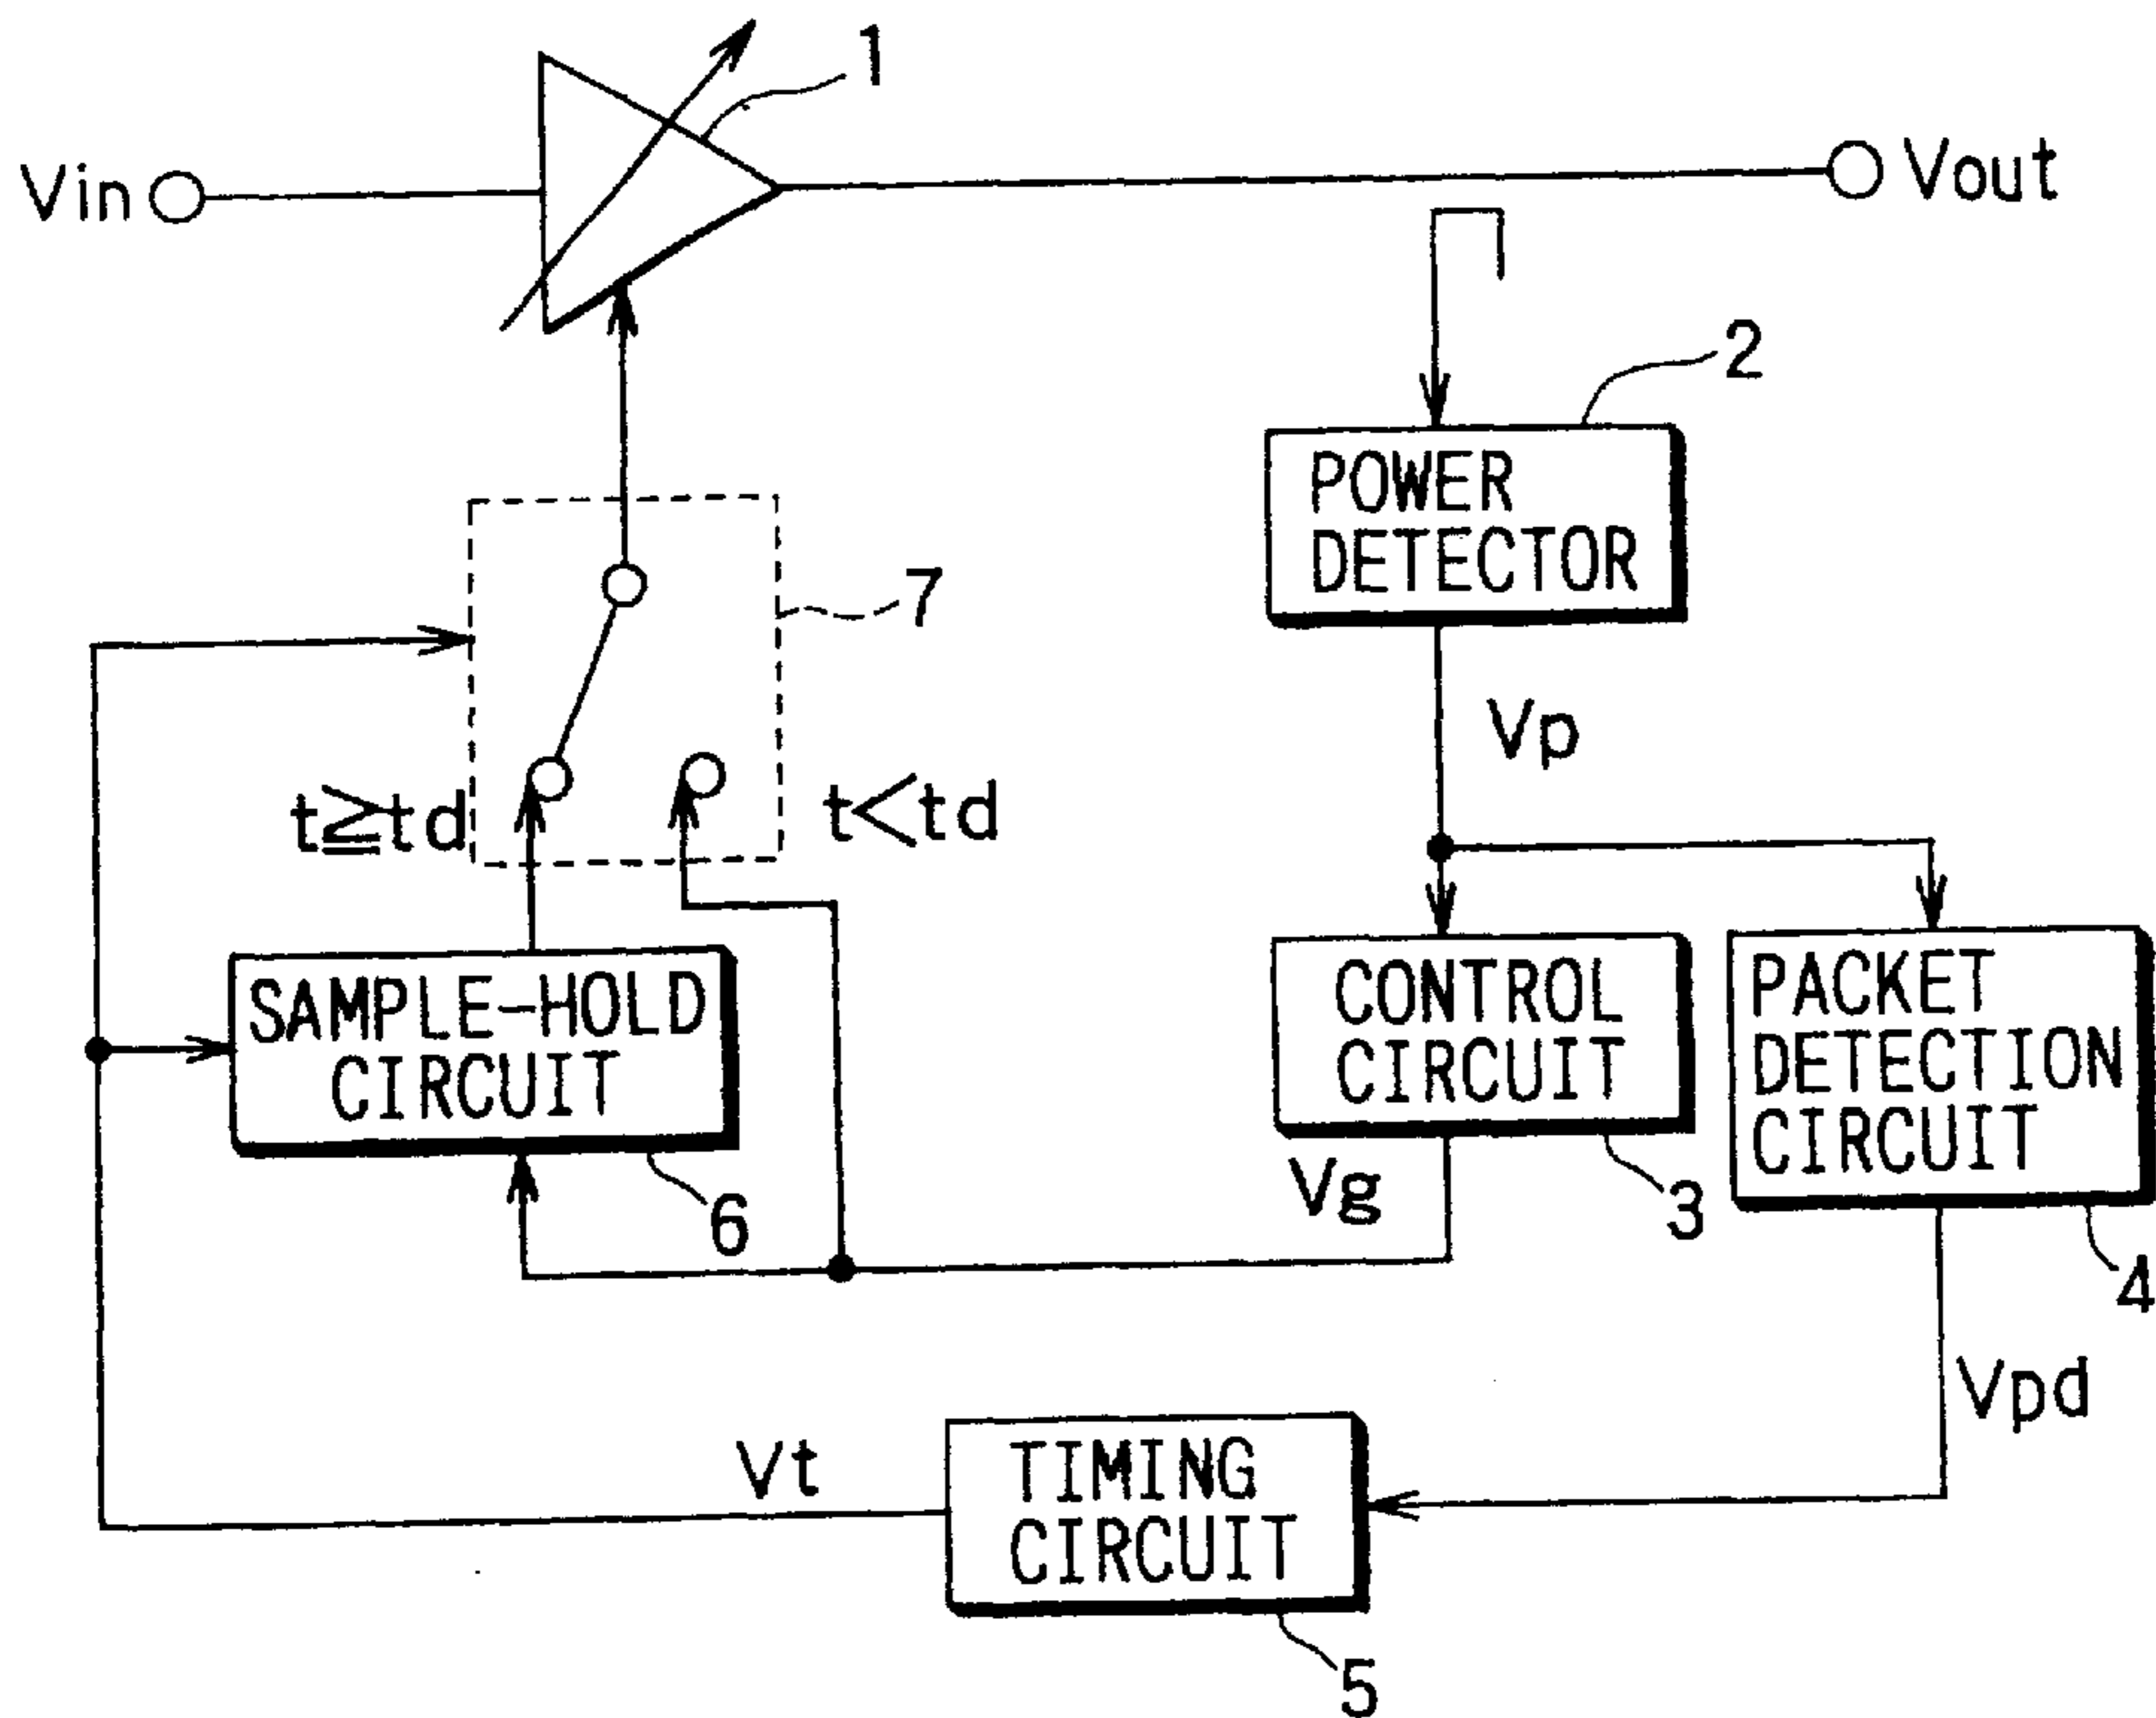 1
Vin
Vout
2
POWER
DETECTOR
7
Vp
t≧td
t<td
SAMPLE-HOLD
CIRCUIT
CONTROL
CIRCUIT
PACKET
DETECTION
CIRCUIT
6
Vg
3
4
Vpd
Vt
TIMING
CIRCUIT
5